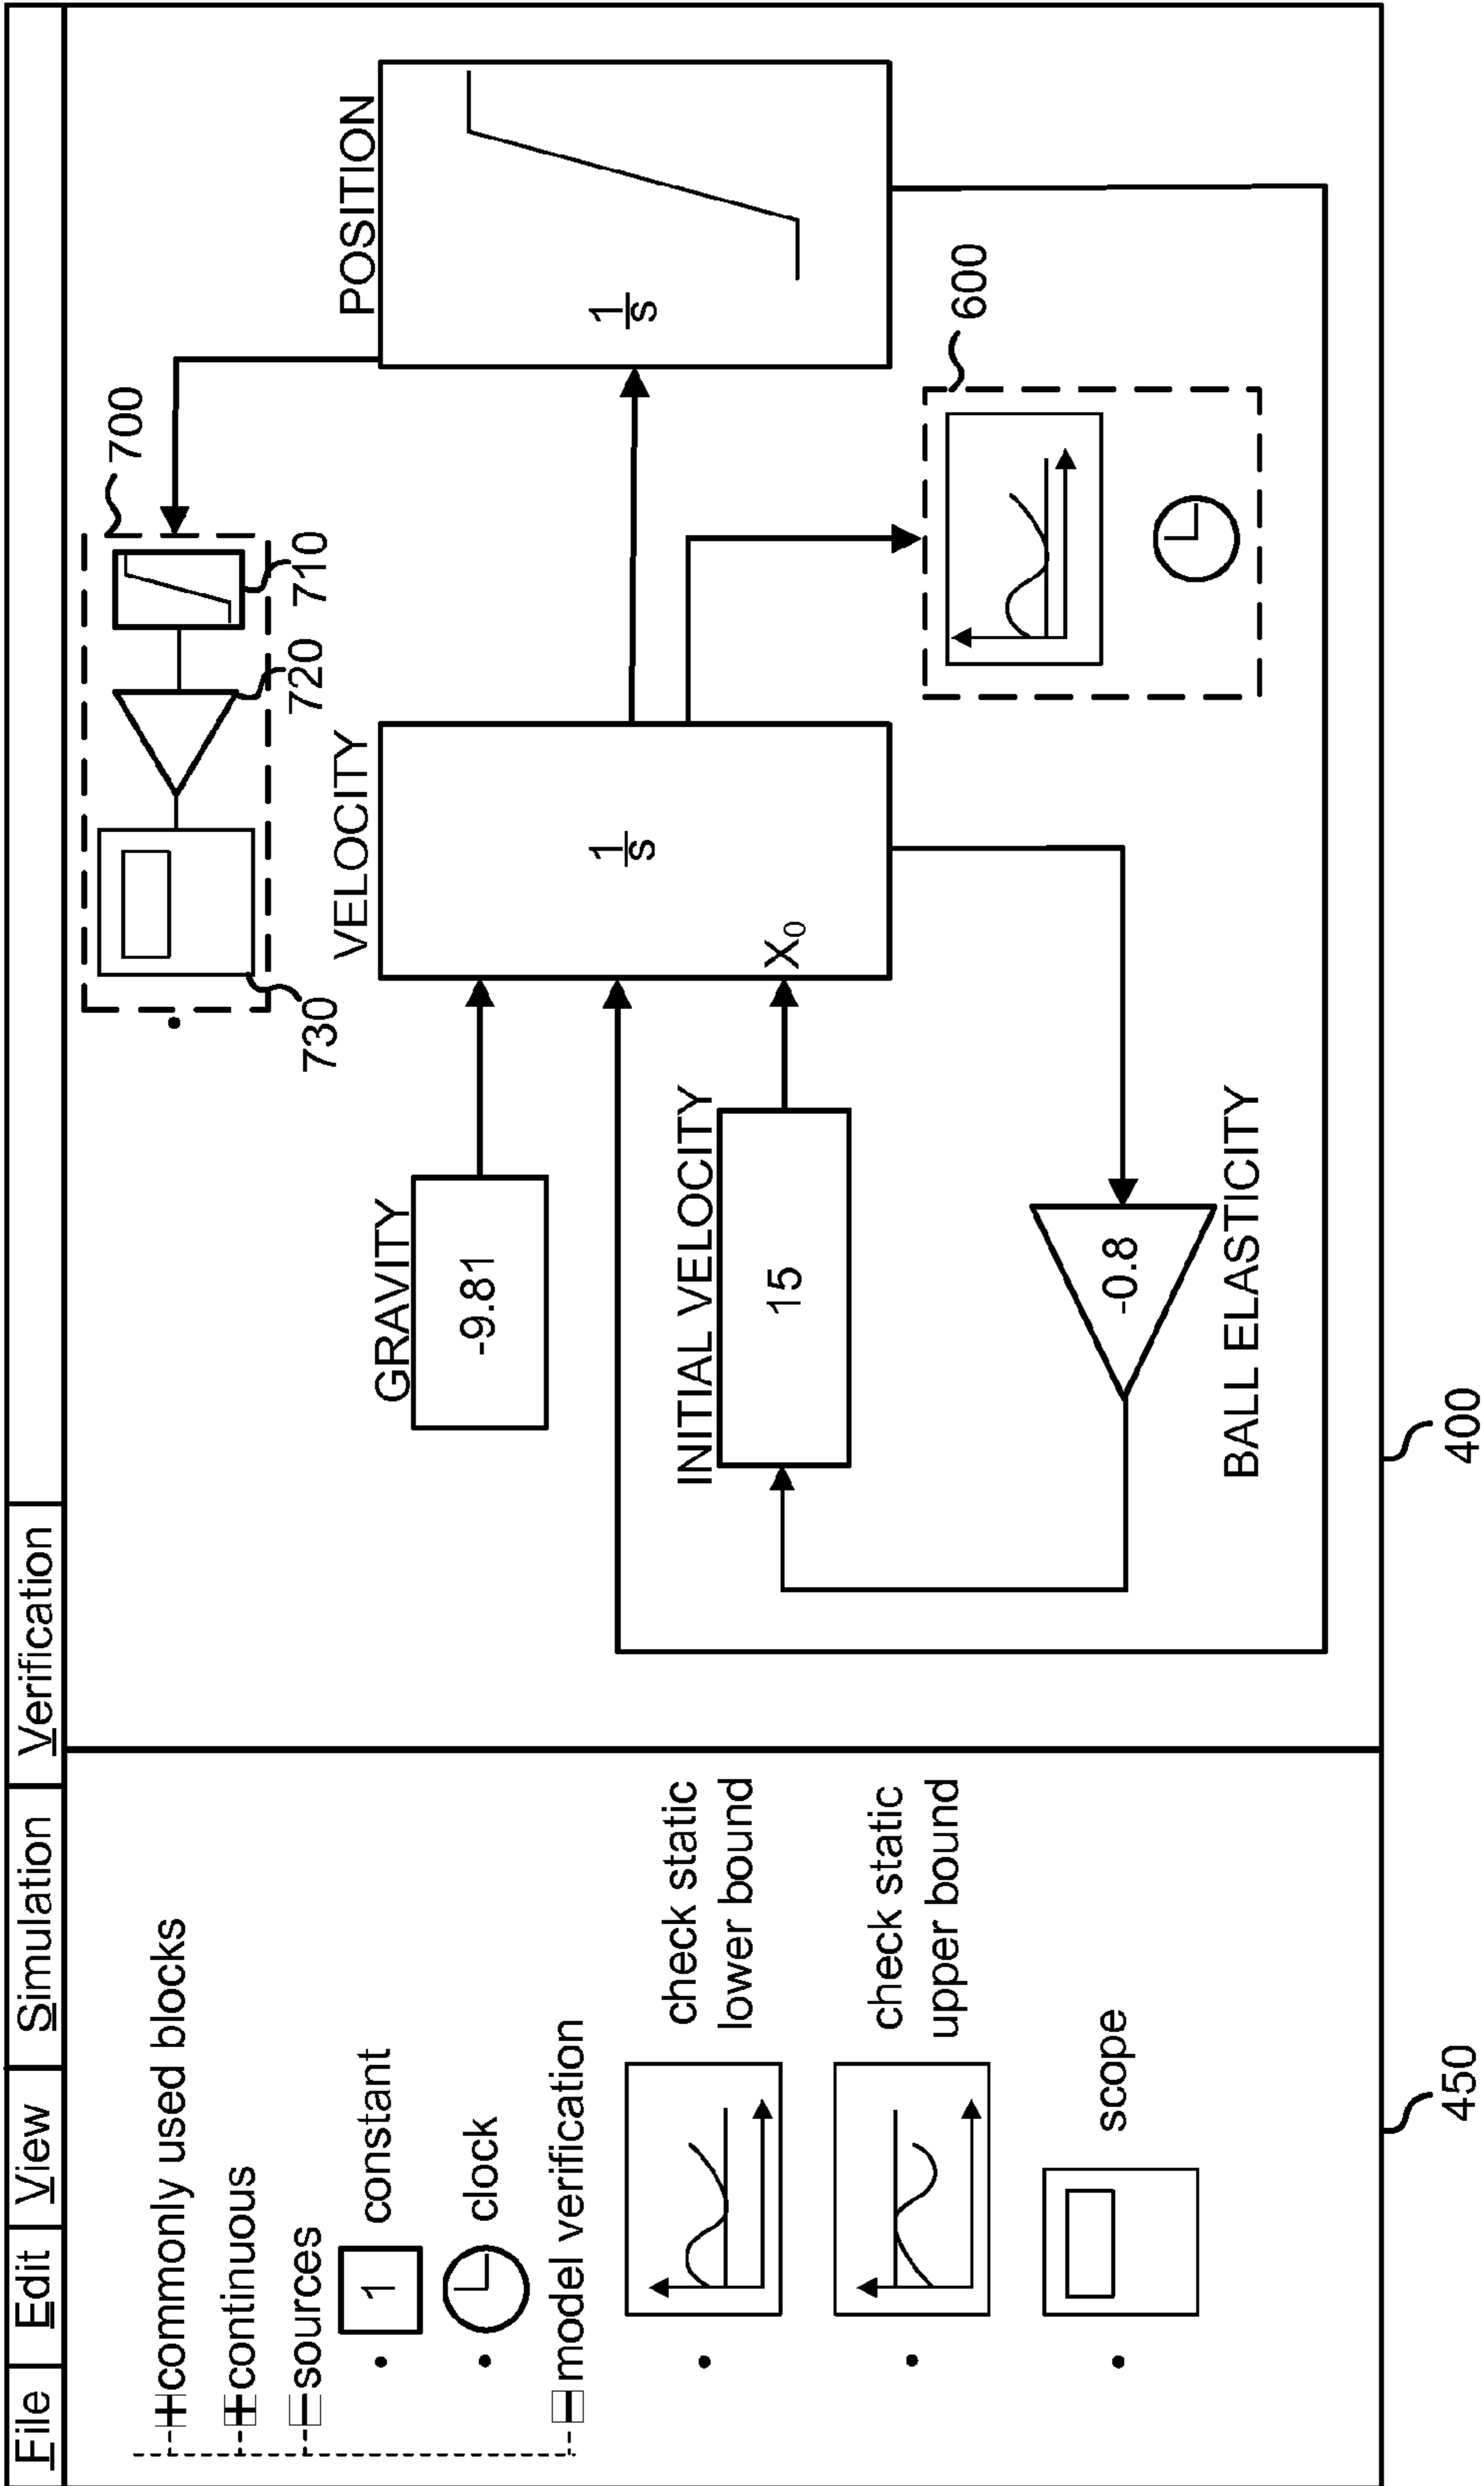 File Edit View Simulation Verification
commonly used blocks
continuous
sources
1 constant
clock
model verification
check static
lower bound
check static
upper bound
scope
450
700
710
720
730
POSITION
1
s
VELOCITY
1
s
X₀
GRAVITY
-9.81
INITIAL VELOCITY
15
-0.8
BALL ELASTICITY
600
400